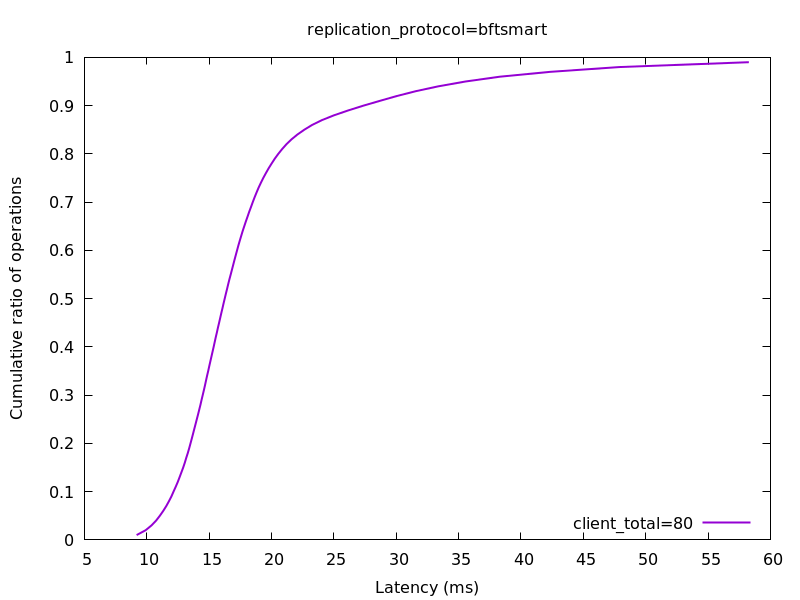 replication_protocol=bftsmart
1
0.9
0.8
0.7
0.6
0.5
0.4
0.3
0.2
0.1
0
Cumulative ratio of operations
client_total=80
5 10 15 20 25 30 35 40 45 50 55 60
Latency (ms)